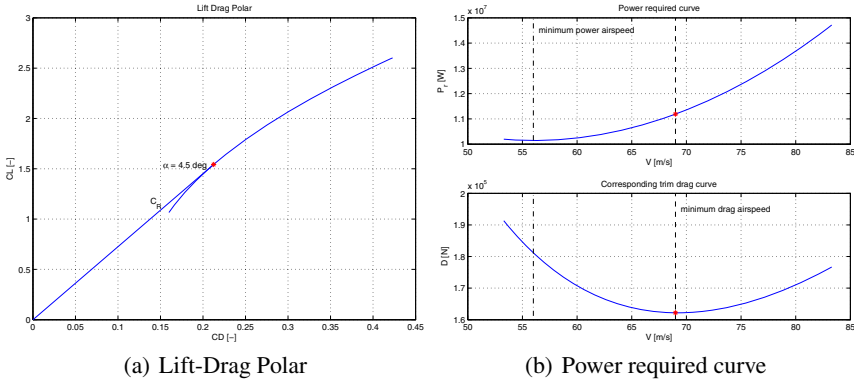 Lift Drag Polar
3
2.5
2
1.5
1
0.5
0
CL [−]
α = 4.5 deg
C_R
0 0.05 0.1 0.15 0.2 0.25 0.3 0.35 0.4 0.45
CD [−]
(a) Lift-Drag Polar
Power required curve
x 10^7
1.5
1.4
1.3
1.2
1.1
1
P_r [W]
minimum power airspeed
50 55 60 65 70 75 80 85
V [m/s]
Corresponding trim drag curve
x 10^5
2
1.9
1.8
1.7
1.6
D [N]
minimum drag airspeed
50 55 60 65 70 75 80 85
V [m/s]
(b) Power required curve